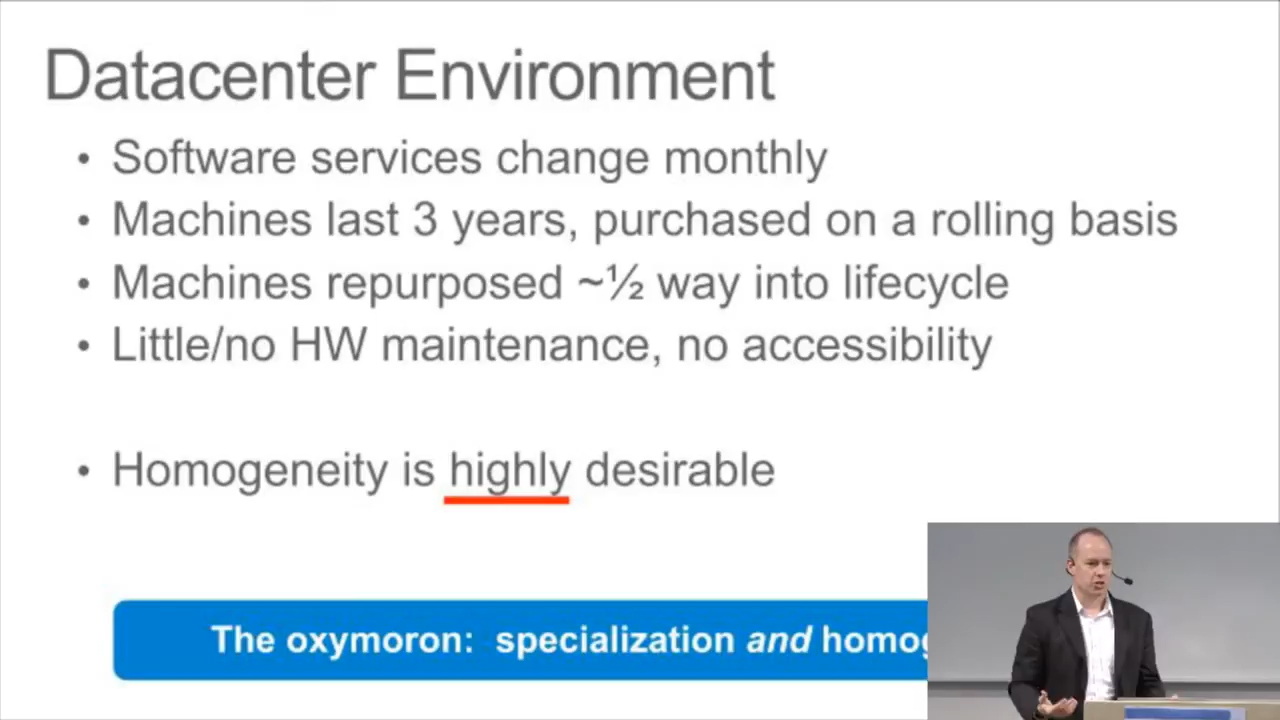 Datacenter Environment
• Software services change monthly
• Machines last 3 years, purchased on a rolling basis
• Machines repurposed ~½ way into lifecycle
• Little/no HW maintenance, no accessibility
• Homogeneity is highly desirable
The oxymoron: specialization and